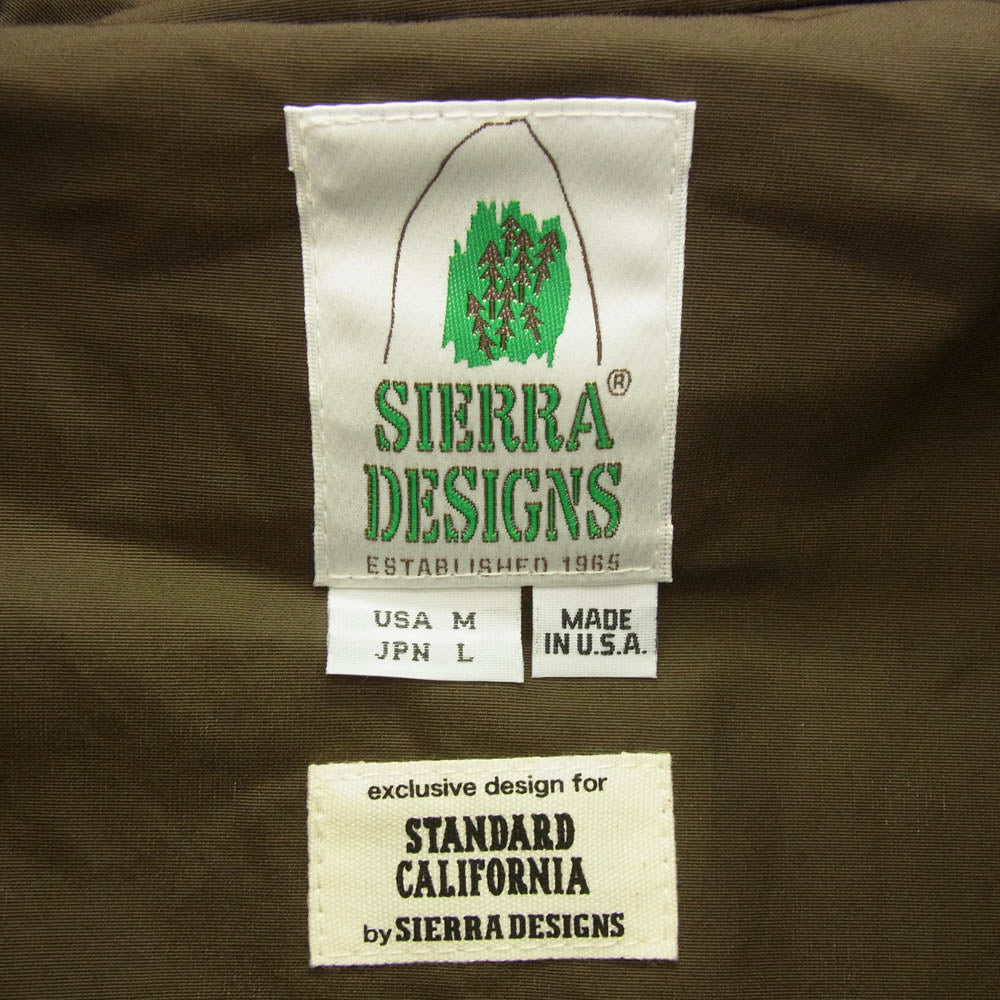 SIERRA®
DESIGNS
ESTABLISHED 1965
USA M
JPN L
MADE
IN U.S.A.
exclusive design for
STANDARD
CALIFORNIA
by SIERRA DESIGNS